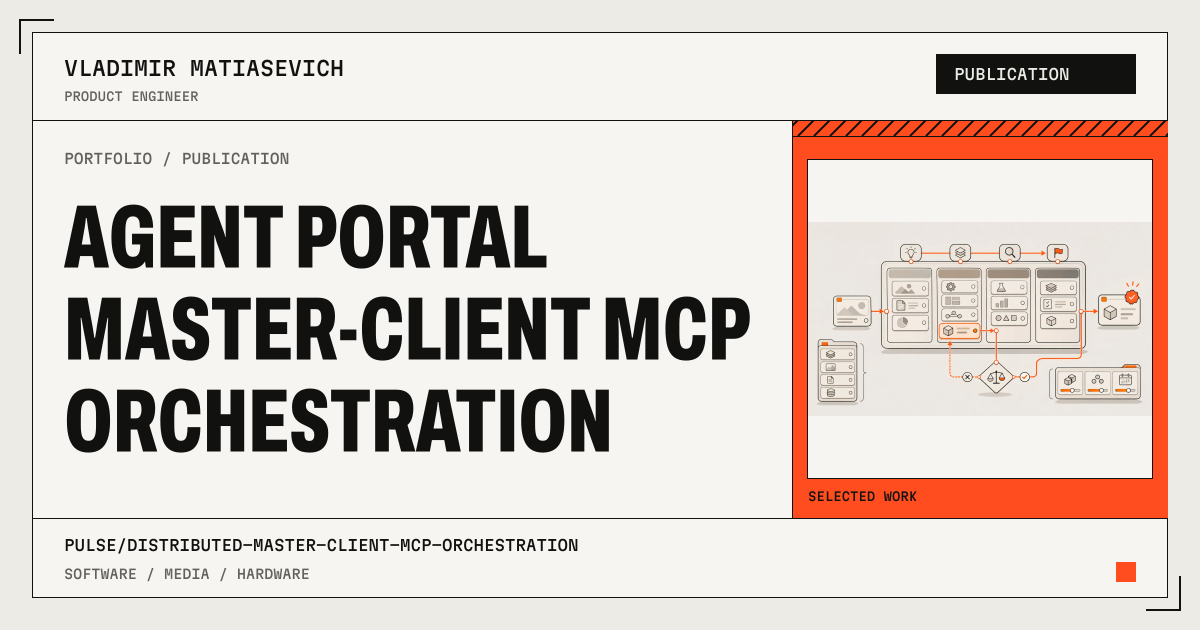 VLADIMIR MATIASEVICH
PRODUCT ENGINEER
PUBLICATION
PORTFOLIO / PUBLICATION
AGENT PORTAL
MASTER-CLIENT MCP
ORCHESTRATION
SELECTED WORK
PULSE/DISTRIBUTED-MASTER-CLIENT-MCP-ORCHESTRATION
SOFTWARE / MEDIA / HARDWARE